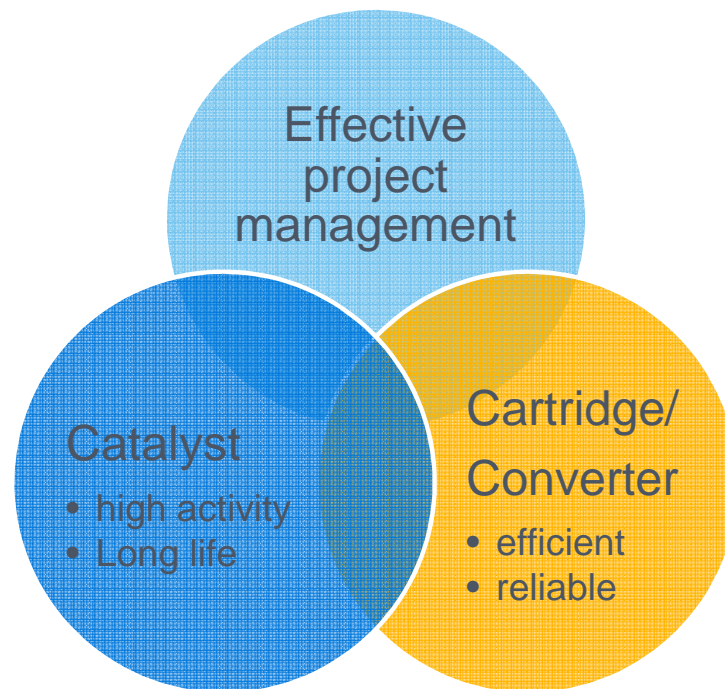 Effective
project
management
Catalyst
• high activity
• Long life
Cartridge/
Converter
• efficient
• reliable